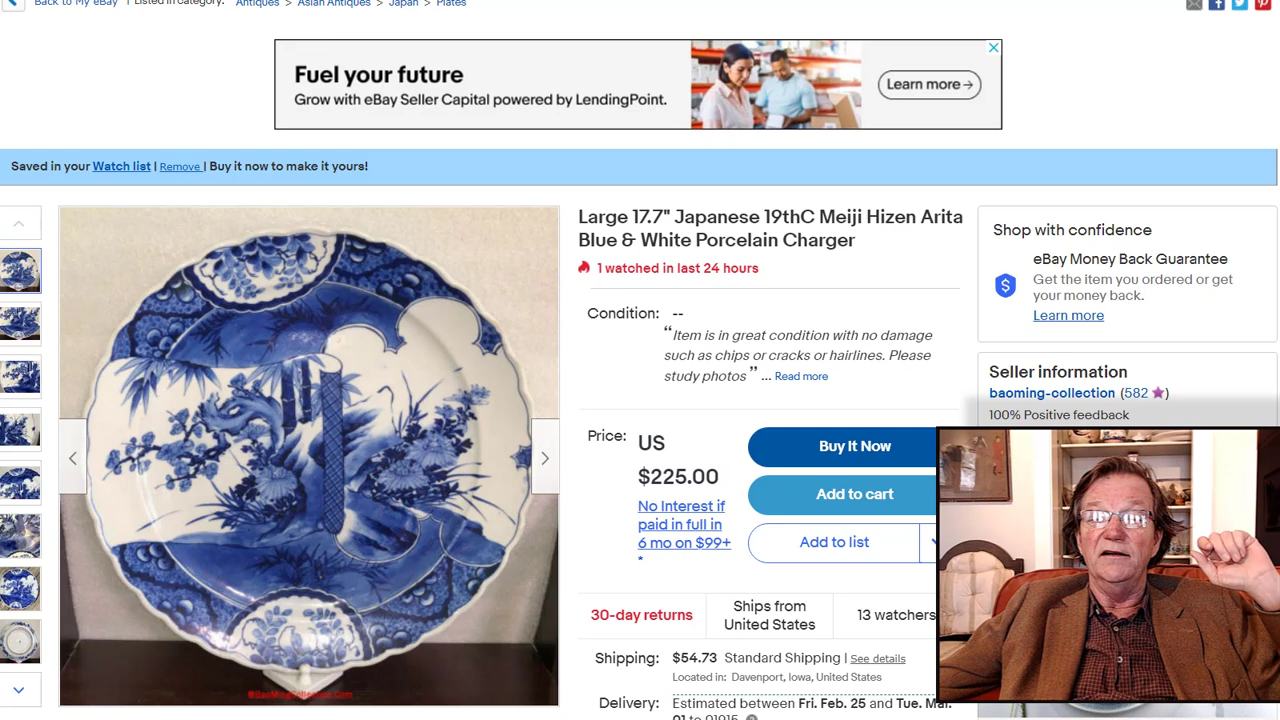 Back to My eBay | Listed in category: Antiques > Asian Antiques > Japan > Plates
Fuel your future
Grow with eBay Seller Capital powered by LendingPoint.
Learn more→
Saved in your Watch list | Remove | Buy it now to make it yours!
Large 17.7" Japanese 19thC Meiji Hizen Arita
Blue & White Porcelain Charger
1 watched in last 24 hours
Condition: --
“Item is in great condition with no damage
such as chips or cracks or hairlines. Please
study photos” ... Read more
Price: US
$225.00
No Interest if
paid in full in
6 mo on $99+
*
Buy It Now
Add to cart
Add to list
30-day returns
Ships from
United States
13 watchers
Shipping: $54.73 Standard Shipping | See details
Located in: Davenport, Iowa, United States
Delivery: Estimated between Fri. Feb. 25 and Tue. Mar.
01 to 01915
Shop with confidence
eBay Money Back Guarantee
Get the item you ordered or get
your money back.
Learn more
Seller information
baoming-collection (582 ★)
100% Positive feedback
@BaoMingCollection.Com